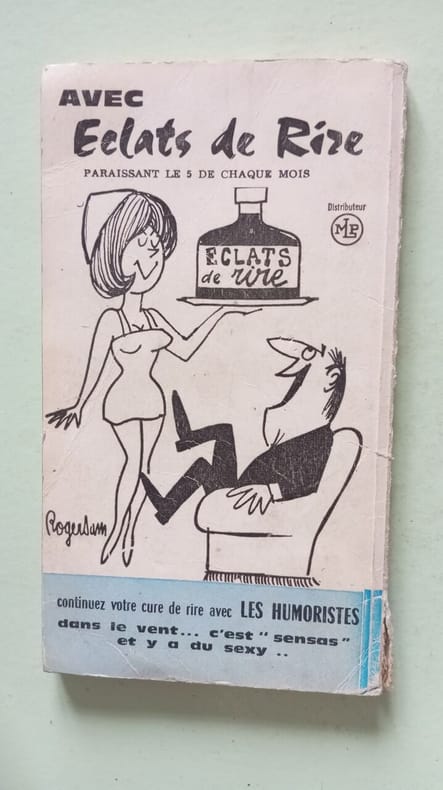 AVEC
Eclats de Rire
PARAISSANT LE 5 DE CHAQUE MOIS
Distributeur
MLP
ECLATS
de rire
RogerSam
continuez votre cure de rire avec LES HUMORISTES
dans le vent... c'est "sensas"
et y a du sexy ..